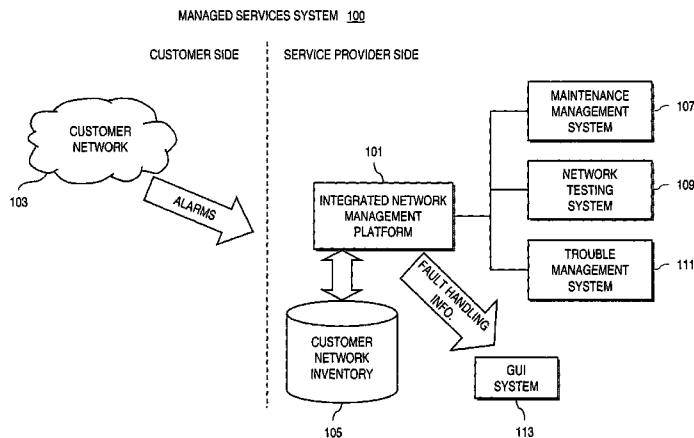 MANAGED SERVICES SYSTEM 100
CUSTOMER SIDE
SERVICE PROVIDER SIDE
CUSTOMER
NETWORK
103
ALARMS
101
INTEGRATED NETWORK
MANAGEMENT
PLATFORM
MAINTENANCE
MANAGEMENT
SYSTEM
107
NETWORK
TESTING
SYSTEM
109
TROUBLE
MANAGEMENT
SYSTEM
111
FAULT HANDLING
INFO.
CUSTOMER
NETWORK
INVENTORY
105
GUI
SYSTEM
113